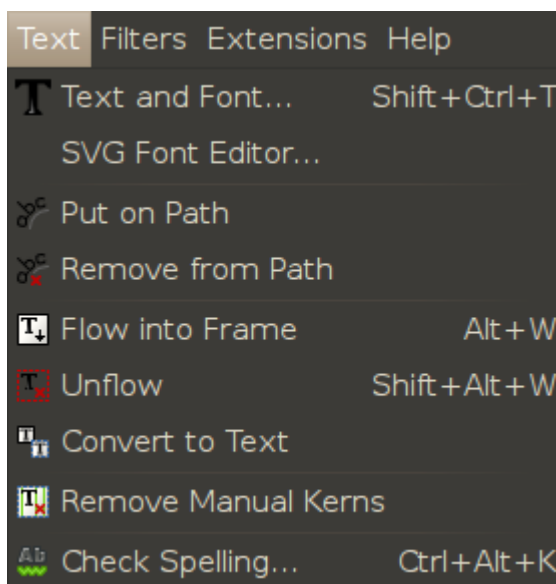 Text Filters Extensions Help
Text and Font... Shift+Ctrl+T
SVG Font Editor...
Put on Path
Remove from Path
Flow into Frame Alt+W
Unflow Shift+Alt+W
Convert to Text
Remove Manual Kerns
Check Spelling... Ctrl+Alt+K